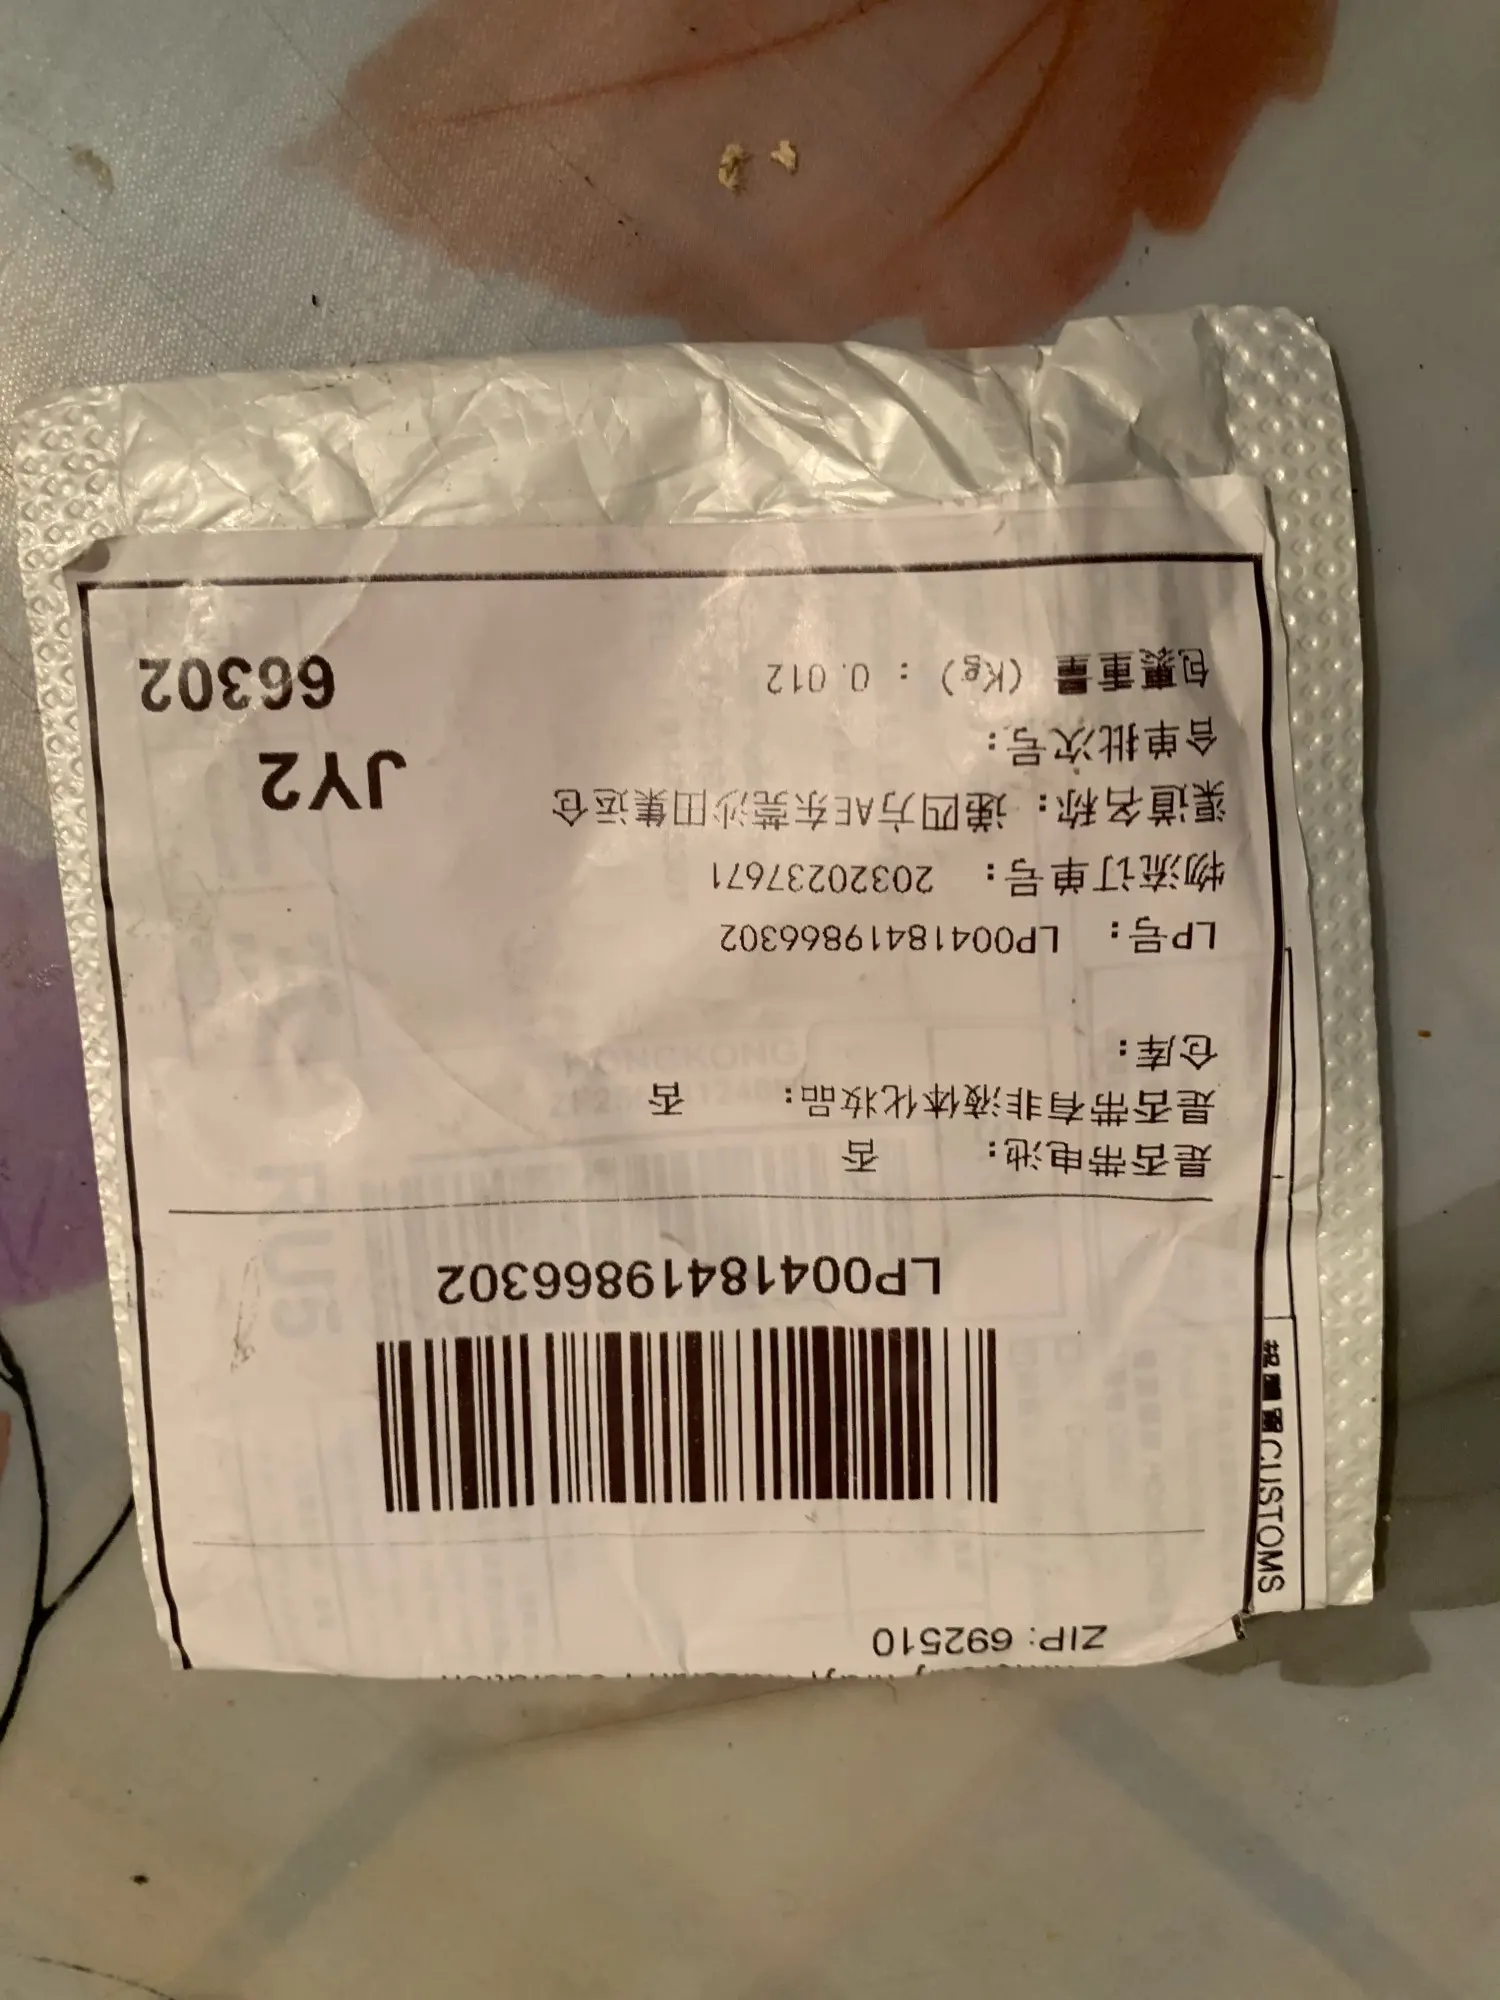 ZIP: 692510
LP00418419866302
是否带电池: 否
是否带有非液体化妆品: 否
仓库:
LP号: LP00418419866302
物流订单号: 20320237671
渠道名称: 递四方AE东莞沙田集运仓
JY2
合单批次号:
包裹重量 (Kg) : 0.012
66302
CUSTOMS